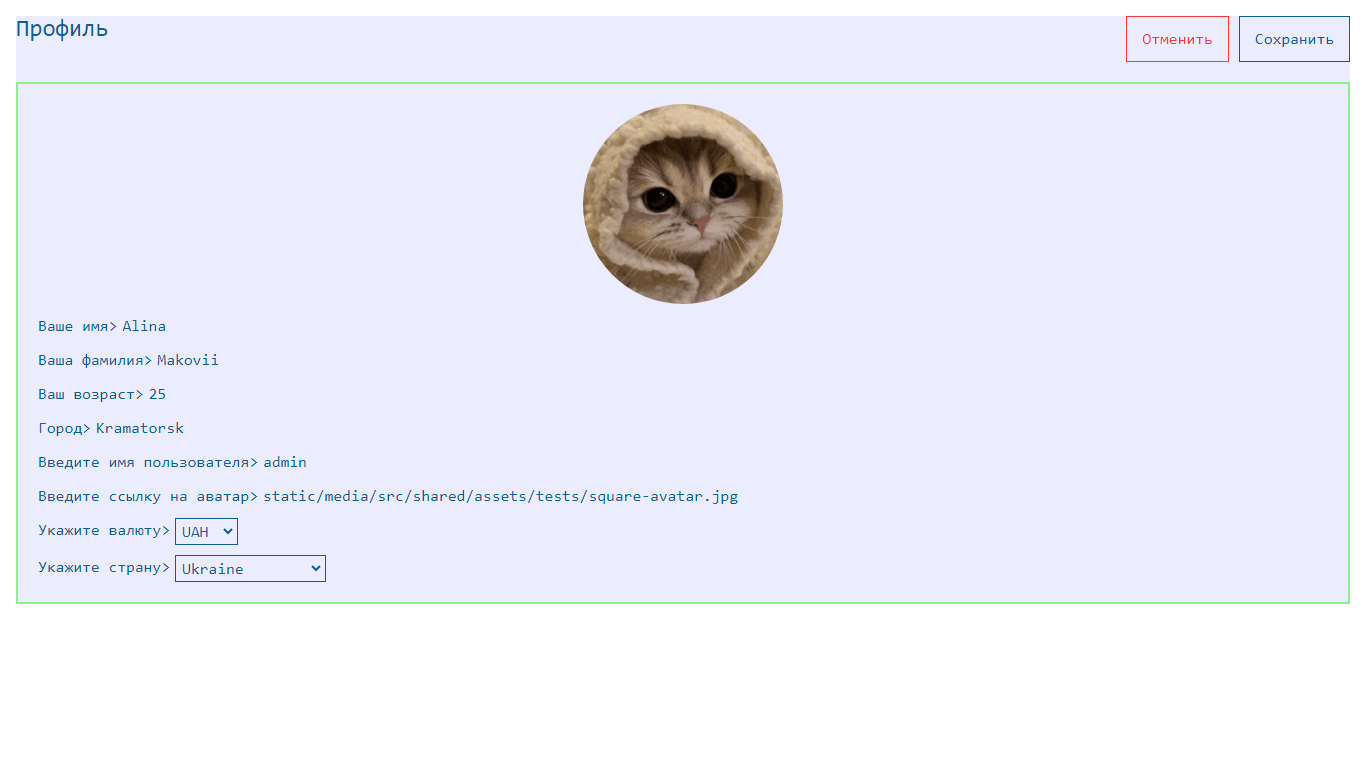 Профиль
Отменить
Сохранить
Ваше имя> Alina
Ваша фамилия> Makovii
Ваш возраст> 25
Город> Kramatorsk
Введите имя пользователя> admin
Введите ссылку на аватар> static/media/src/shared/assets/tests/square-avatar.jpg
Укажите валюту> UAH
Укажите страну> Ukraine